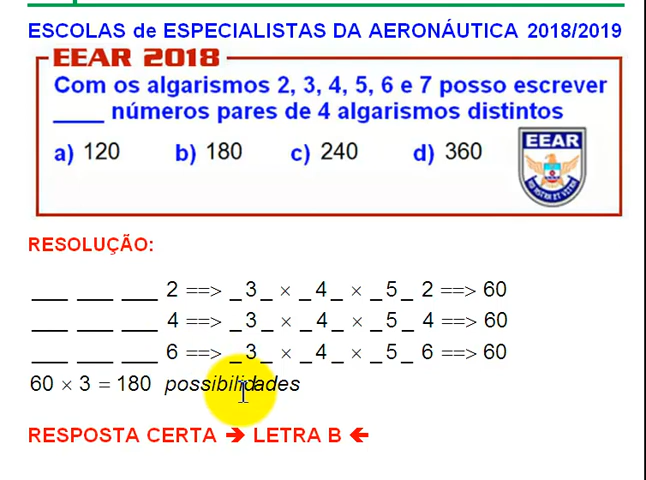 ESCOLAS de ESPECIALISTAS DA AERONÁUTICA 2018/2019
EEAR 2018
Com os algarismos 2, 3, 4, 5, 6 e 7 posso escrever
____ números pares de 4 algarismos distintos
a) 120 b) 180 c) 240 d) 360
EEAR
RESOLUÇÃO:
___ ___ ___ 2 ==> _3_ × _4_ × _5_ 2 ==> 60
___ ___ ___ 4 ==> _3_ × _4_ × _5_ 4 ==> 60
___ ___ ___ 6 ==> _3_ × _4_ × _5_ 6 ==> 60
60 × 3 = 180 possibilidades
RESPOSTA CERTA ➔ LETRA B 🡰